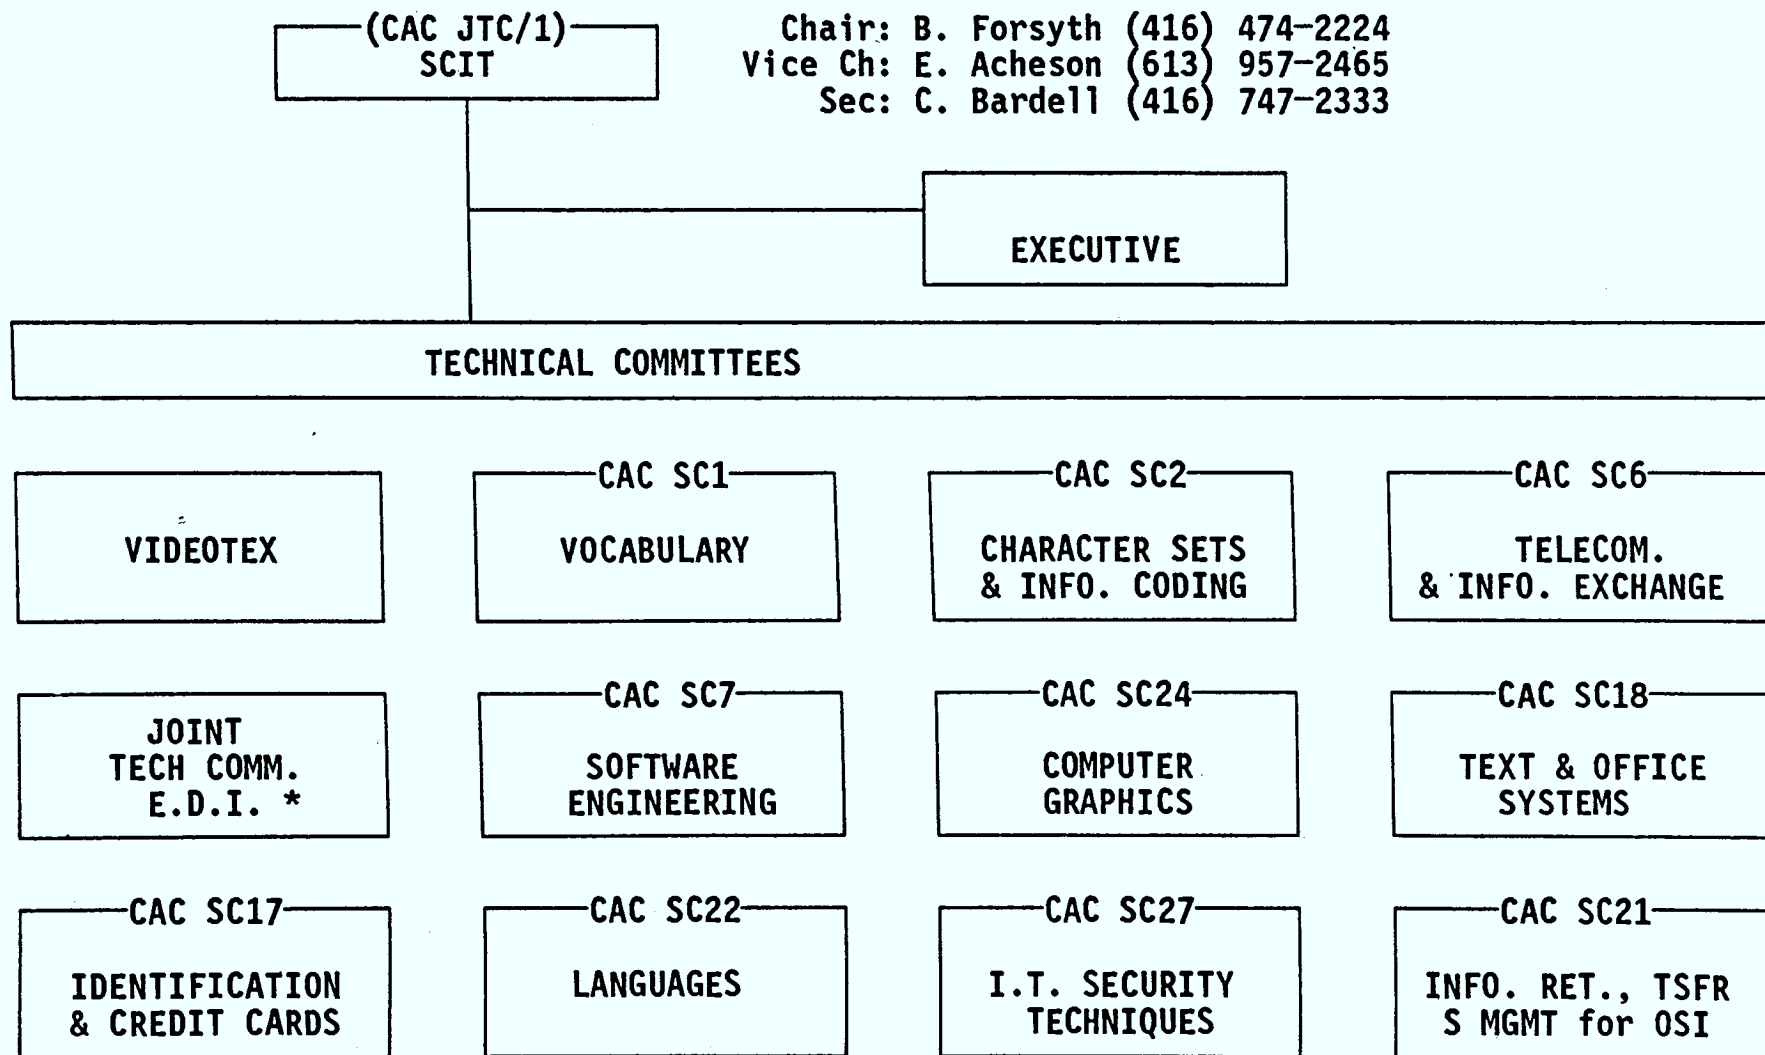 (CAC JTC/1)
SCIT
Chair: B. Forsyth (416) 474-2224
Vice Ch: E. Acheson (613) 957-2465
Sec: C. Bardell (416) 747-2333
EXECUTIVE
TECHNICAL COMMITTEES
VIDEOTEX
CAC SC1
VOCABULARY
CAC SC2
CHARACTER SETS
& INFO. CODING
CAC SC6
TELECOM.
& INFO. EXCHANGE
JOINT
TECH COMM.
E.D.I. *
CAC SC7
SOFTWARE
ENGINEERING
CAC SC24
COMPUTER
GRAPHICS
CAC SC18
TEXT & OFFICE
SYSTEMS
CAC SC17
IDENTIFICATION
& CREDIT CARDS
CAC SC22
LANGUAGES
CAC SC27
I.T. SECURITY
TECHNIQUES
CAC SC21
INFO. RET., TSFR
S MGMT for OSI